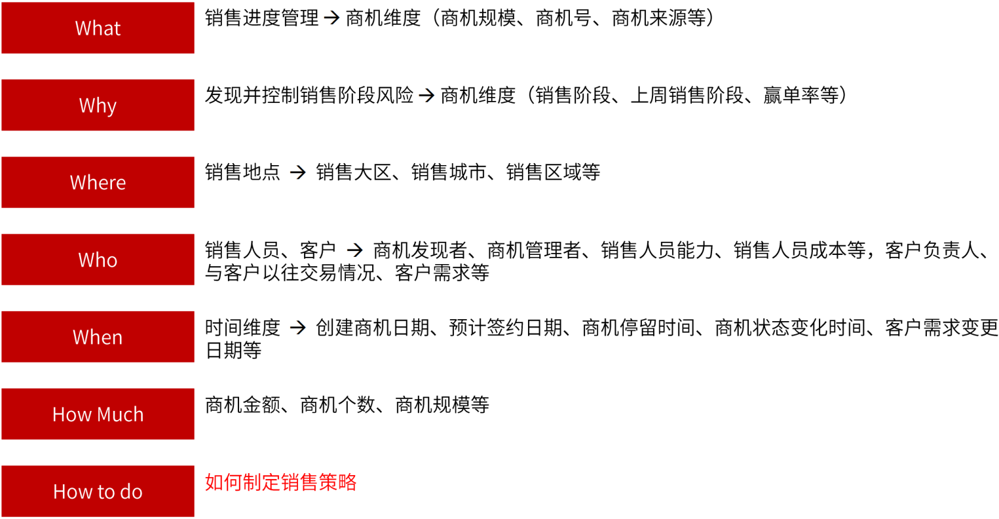 What
销售进度管理 → 商机维度（商机规模、商机号、商机来源等）
Why
发现并控制销售阶段风险 → 商机维度（销售阶段、上周销售阶段、赢单率等）
Where
销售地点 → 销售大区、销售城市、销售区域等
Who
销售人员、客户 → 商机发现者、商机管理者、销售人员能力、销售人员成本等，客户负责人、
与客户以往交易情况、客户需求等
When
时间维度 → 创建商机日期、预计签约日期、商机停留时间、商机状态变化时间、客户需求变更
日期等
How Much
商机金额、商机个数、商机规模等
How to do
如何制定销售策略